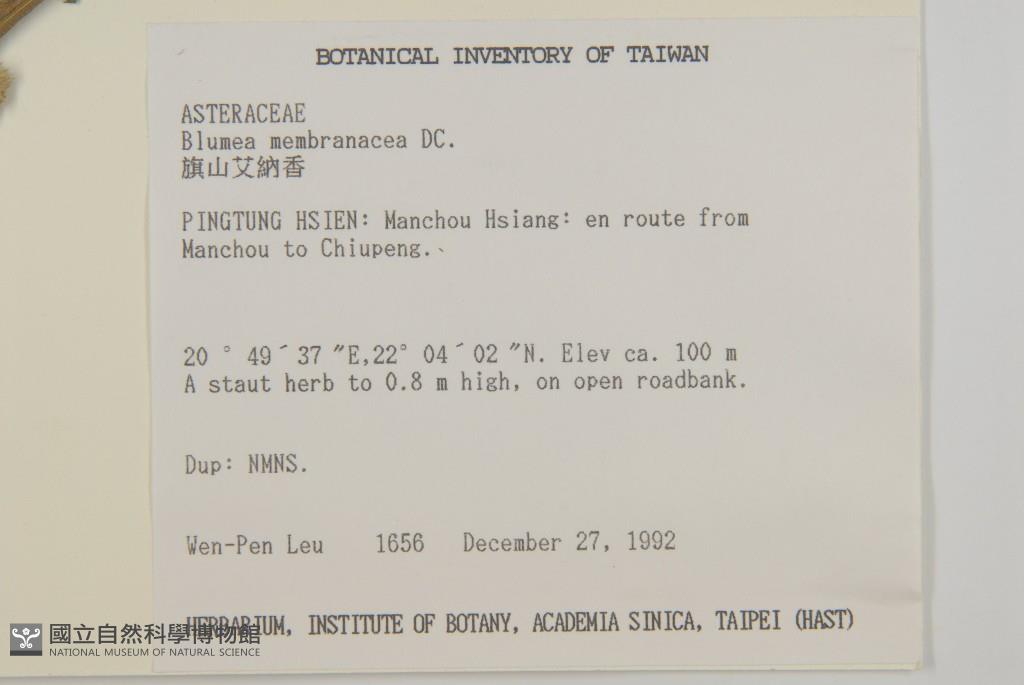 BOTANICAL INVENTORY OF TAIWAN
ASTERACEAE
Blumea membranacea DC.
旗山艾納香
PINGTUNG HSIEN: Manchou Hsiang: en route from
Manchou to Chiupeng.
20 ° 49 ´ 37 ″E,22° 04 ´ 02 ″N. Elev ca. 100 m
A staut herb to 0.8 m high, on open roadbank.
Dup: NMNS.
Wen-Pen Leu 1656 December 27, 1992
HERBARIUM, INSTITUTE OF BOTANY, ACADEMIA SINICA, TAIPEI (HAST)
國立自然科學博物館
NATIONAL MUSEUM OF NATURAL SCIENCE